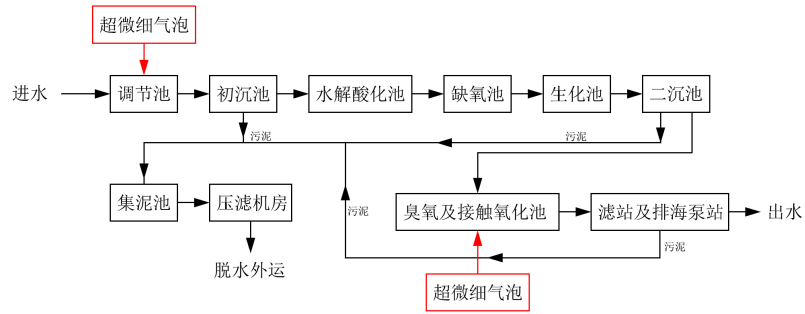 超微细气泡
进水
调节池
初沉池
水解酸化池
缺氧池
生化池
二沉池
污泥
污泥
集泥池
压滤机房
污泥
臭氧及接触氧化池
滤站及排海泵站
出水
污泥
脱水外运
超微细气泡